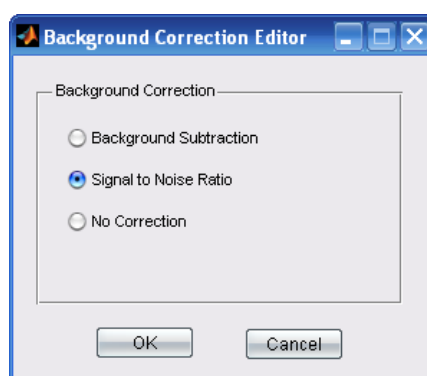 Background Correction Editor
Background Correction
Background Subtraction
Signal to Noise Ratio
No Correction
OK Cancel